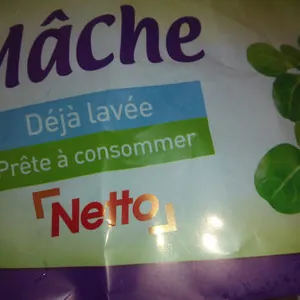 Mâche
Déjà lavée
Prête à consommer
Netto